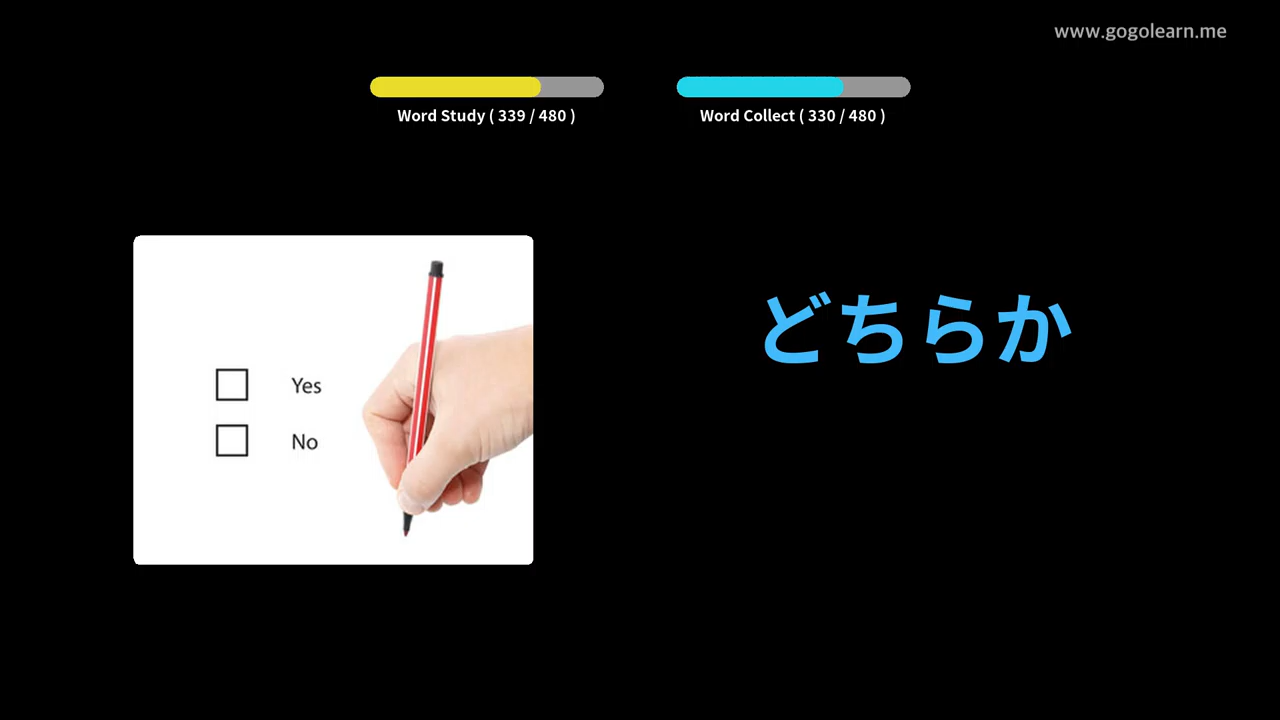 www.gogolearn.me
Word Study ( 339 / 480 )
Word Collect ( 330 / 480 )
Yes
No
どちらか